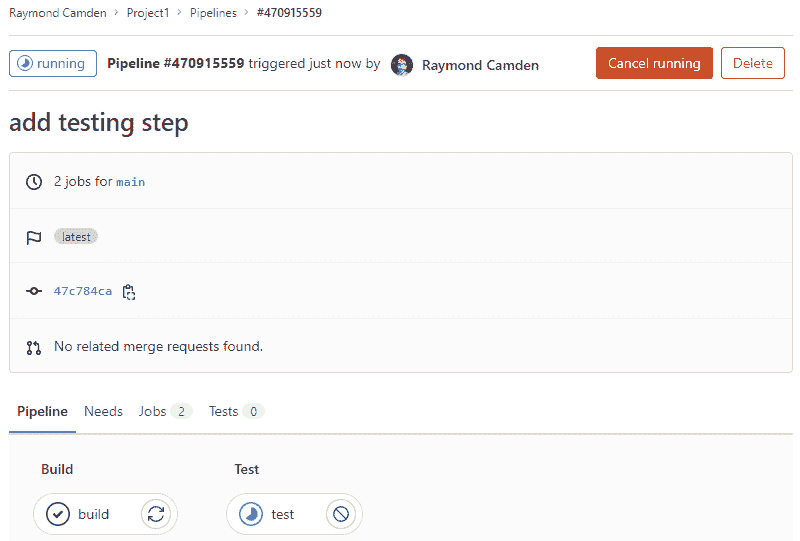 Raymond Camden > Project1 > Pipelines > #470915559
running Pipeline #470915559 triggered just now by Raymond Camden Cancel running Delete
add testing step
2 jobs for main
latest
47c784ca
No related merge requests found.
Pipeline Needs Jobs 2 Tests 0
Build Test
build test